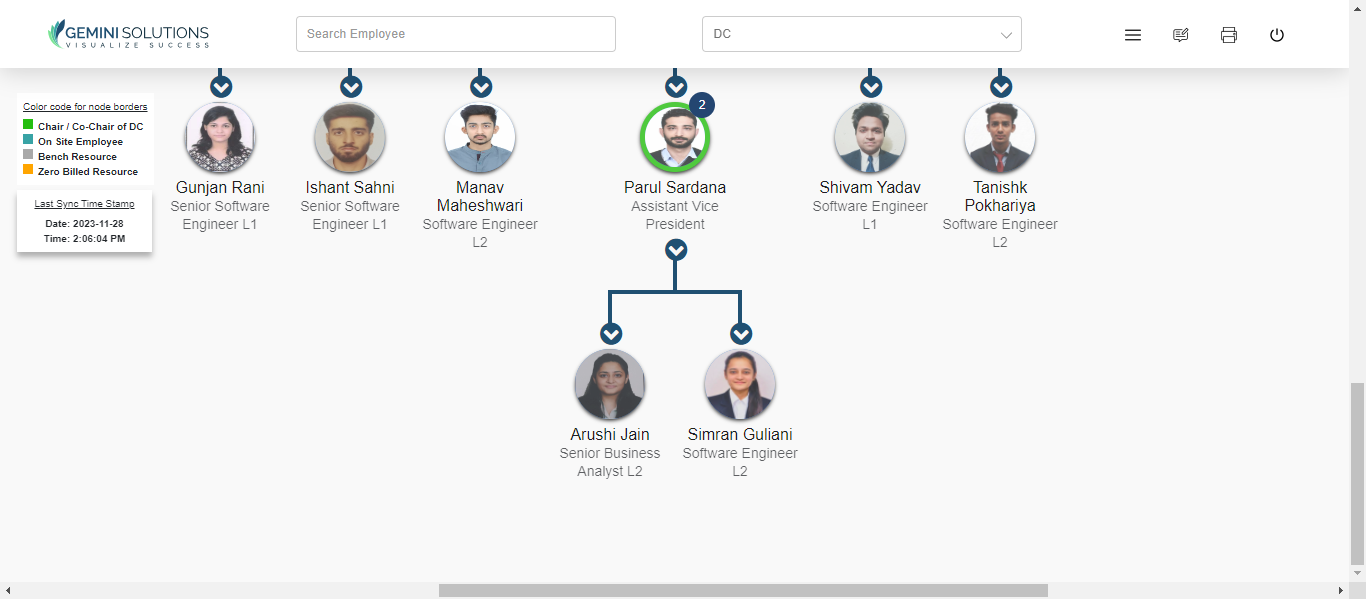 GEMINI SOLUTIONS
VISUALIZE SUCCESS
Search Employee
DC
Color code for node borders
Chair / Co-Chair of DC
On Site Employee
Bench Resource
Zero Billed Resource
Last Sync Time Stamp
Date: 2023-11-28
Time: 2:06:04 PM
Gunjan Rani
Senior Software
Engineer L1
Ishant Sahni
Senior Software
Engineer L1
Manav
Maheshwari
Software Engineer
L2
2
Parul Sardana
Assistant Vice
President
Shivam Yadav
Software Engineer
L1
Tanishk
Pokhariya
Software Engineer
L2
Arushi Jain
Senior Business
Analyst L2
Simran Guliani
Software Engineer
L2